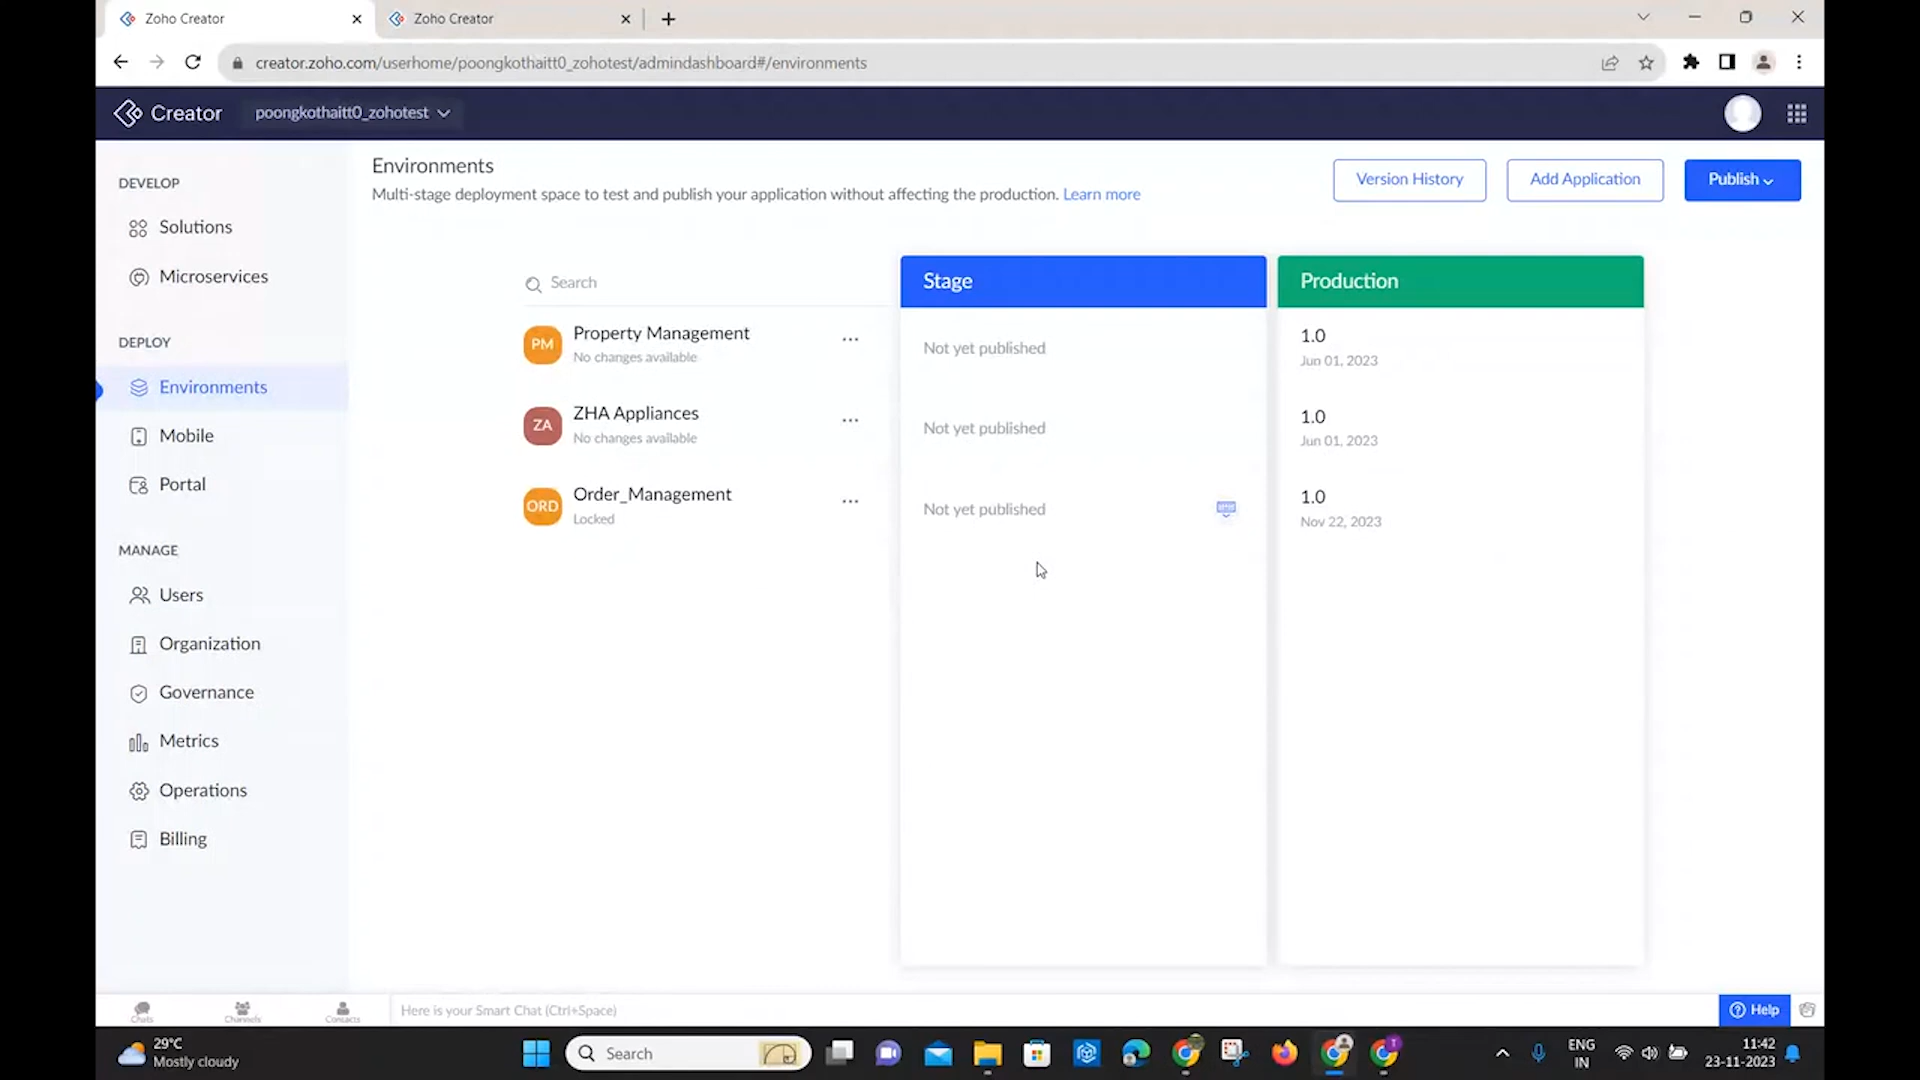 Zoho Creator
Zoho Creator
creator.zoho.com/userhome/poongkothaitt0_zohotest/admindashboard#/environments
Creator
poongkothaitt0_zohotest
DEVELOP
Solutions
Microservices
DEPLOY
Environments
Mobile
Portal
MANAGE
Users
Organization
Governance
Metrics
Operations
Billing
Environments
Multi-stage deployment space to test and publish your application without affecting the production. Learn more
Version History
Add Application
Publish
Search
Stage
Production
PM
Property Management
No changes available
...
Not yet published
1.0
Jun 01, 2023
ZA
ZHA Appliances
No changes available
...
Not yet published
1.0
Jun 01, 2023
ORD
Order_Management
Locked
...
Not yet published
1.0
Nov 22, 2023
Chats
Channels
Contacts
Here is your Smart Chat (Ctrl+Space)
Help
29°C
Mostly cloudy
Search
ENG
IN
11:42
23-11-2023